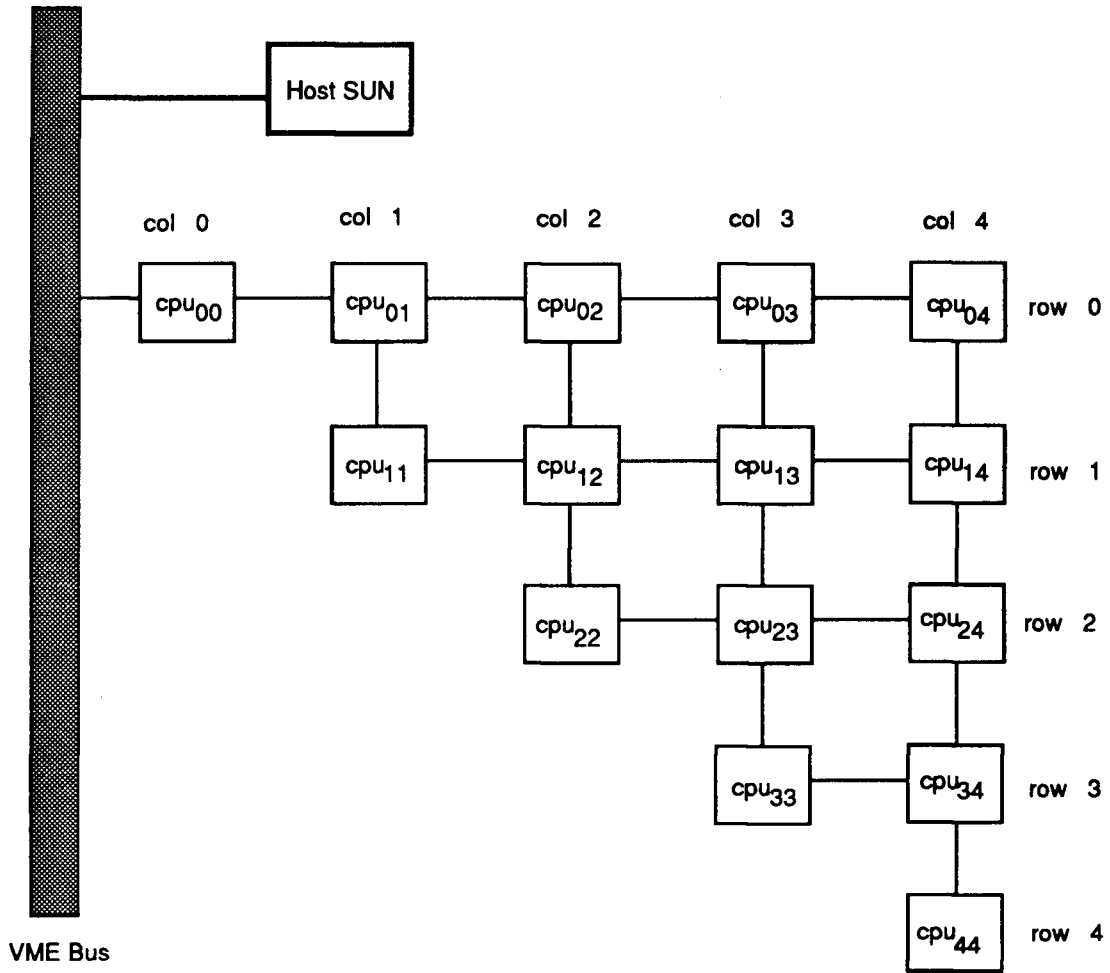 Host SUN
col 0 col 1 col 2 col 3 col 4
cpu00 cpu01 cpu02 cpu03 cpu04 row 0
cpu11 cpu12 cpu13 cpu14 row 1
cpu22 cpu23 cpu24 row 2
cpu33 cpu34 row 3
cpu44 row 4
VME Bus